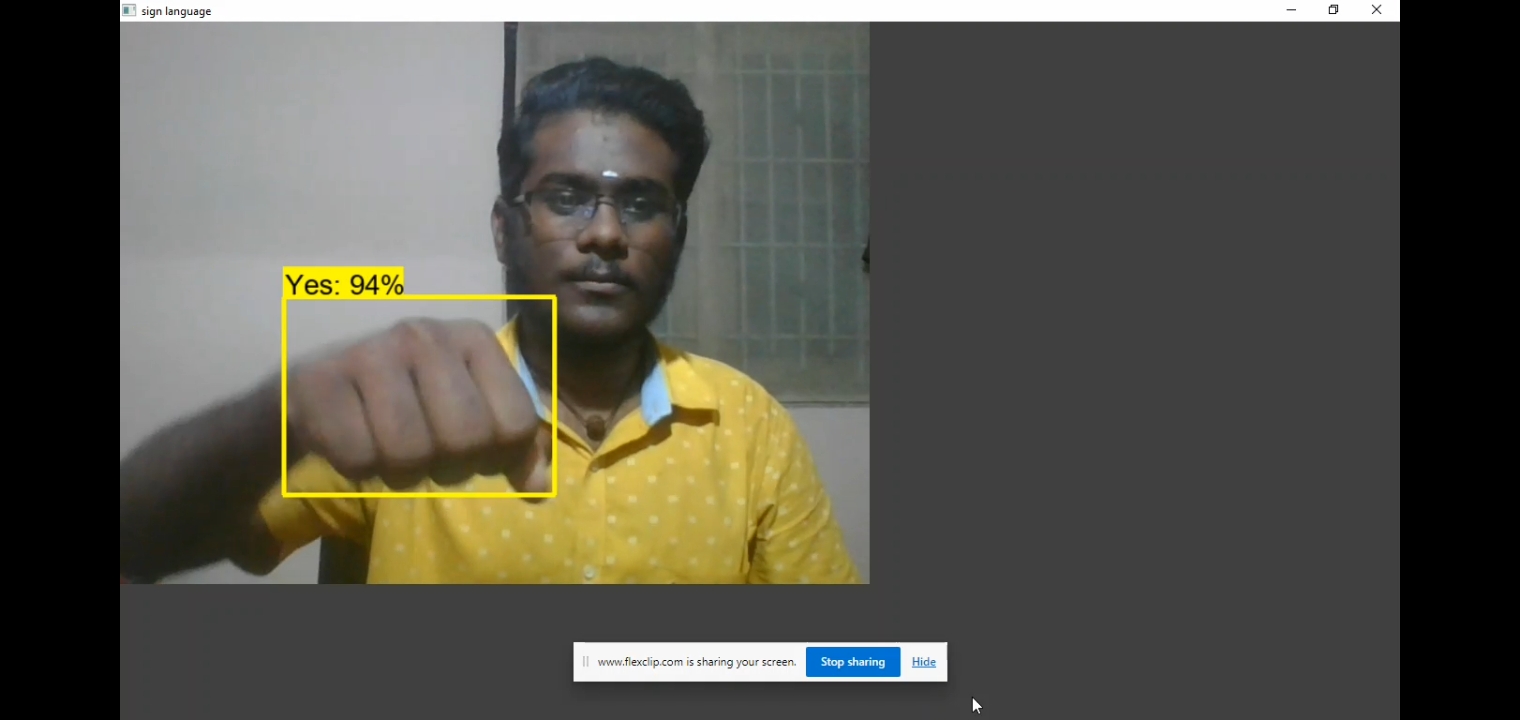 sign language
Yes: 94%
www.flexclip.com is sharing your screen.
Stop sharing
Hide